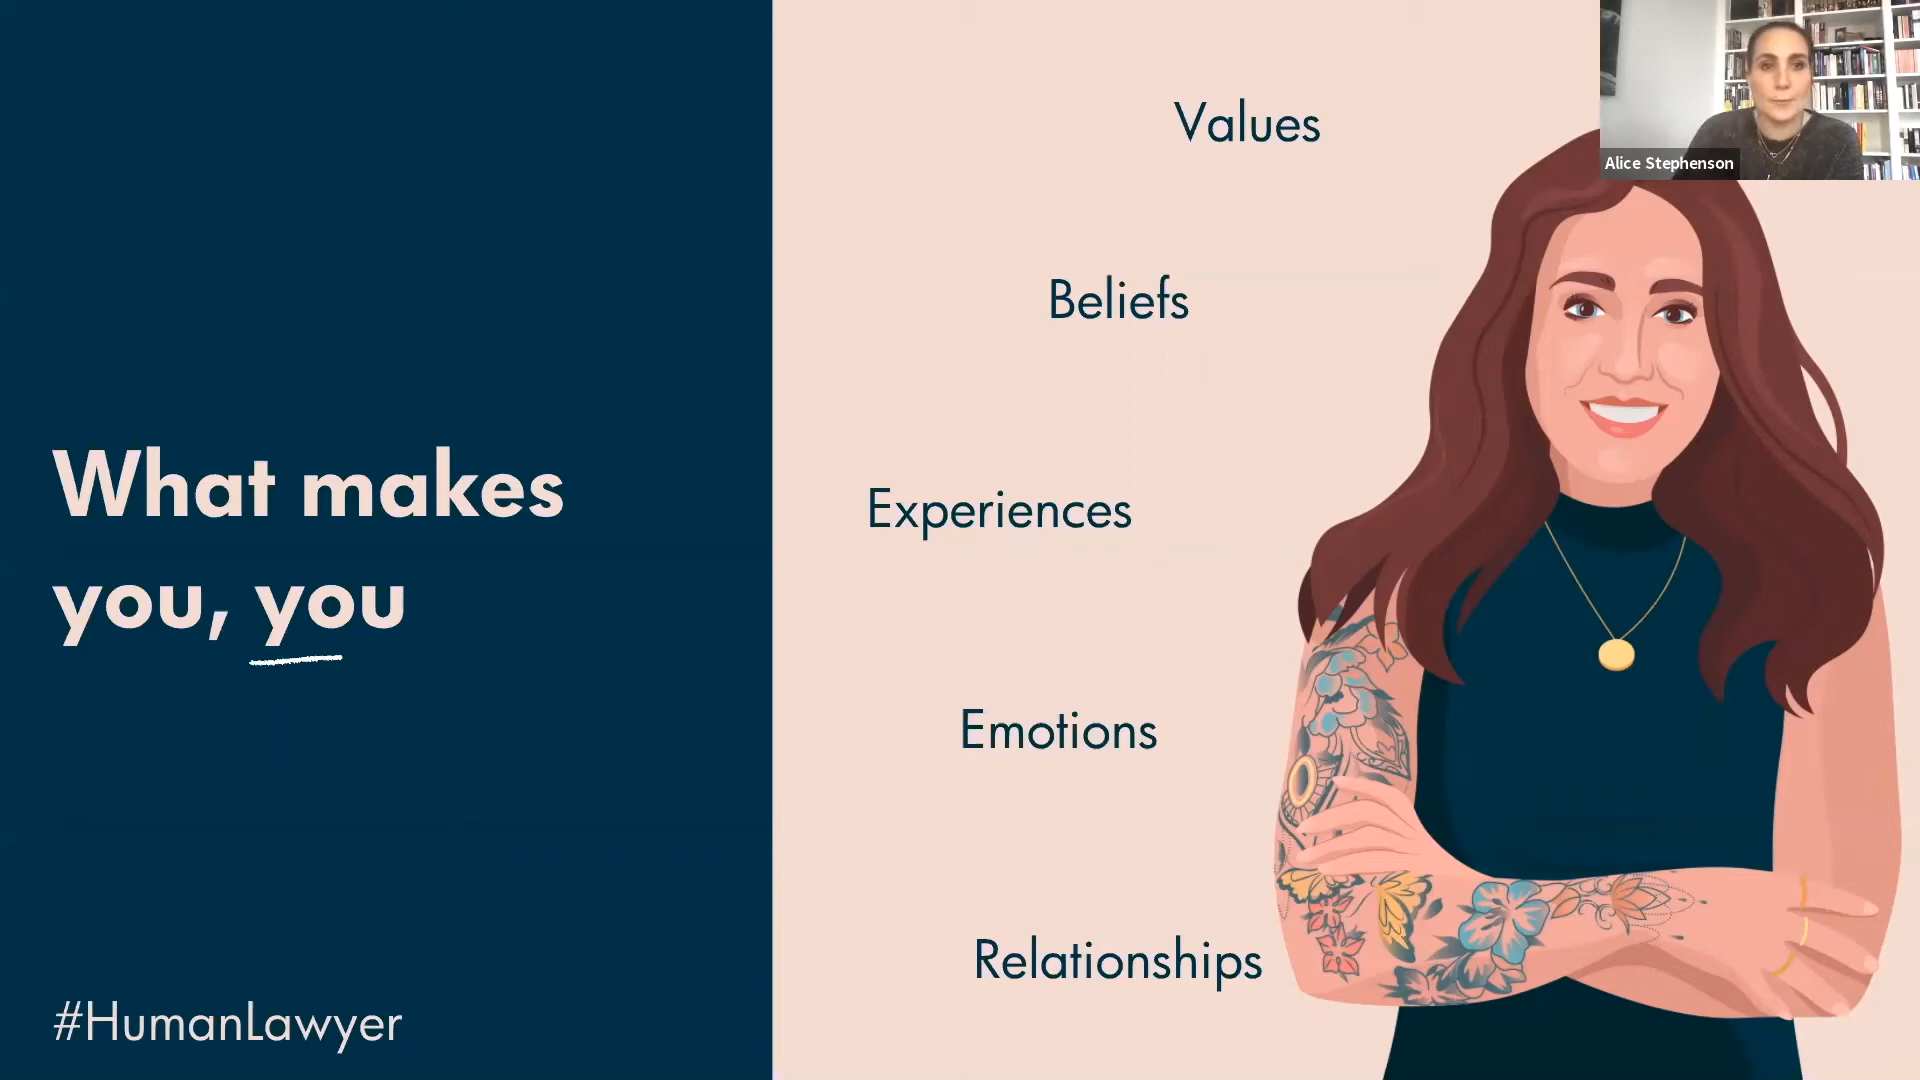 What makes
you, you
#HumanLawyer
Values
Beliefs
Experiences
Emotions
Relationships
Alice Stephenson